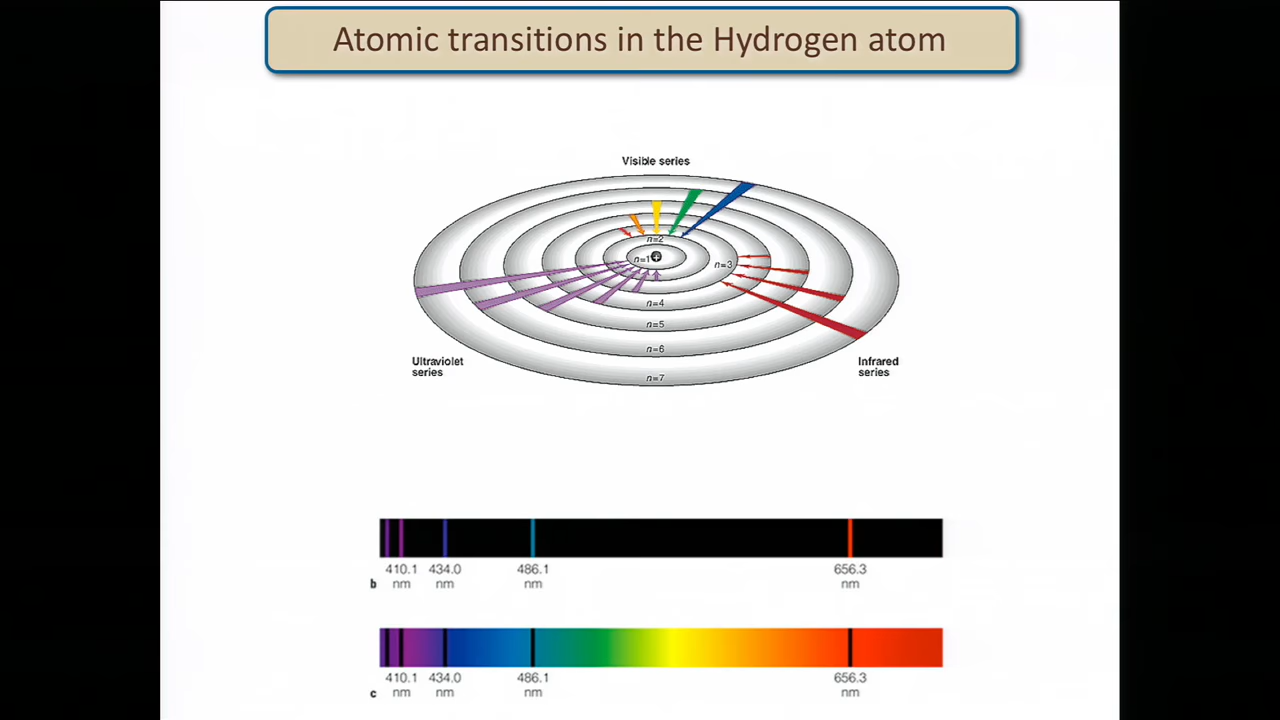 Atomic transitions in the Hydrogen atom
Visible series
n=2
n=1
n=3
n=4
n=5
n=6
n=7
Ultraviolet
series
Infrared
series
410.1 434.0 486.1 656.3
b nm nm nm nm
410.1 434.0 486.1 656.3
c nm nm nm nm